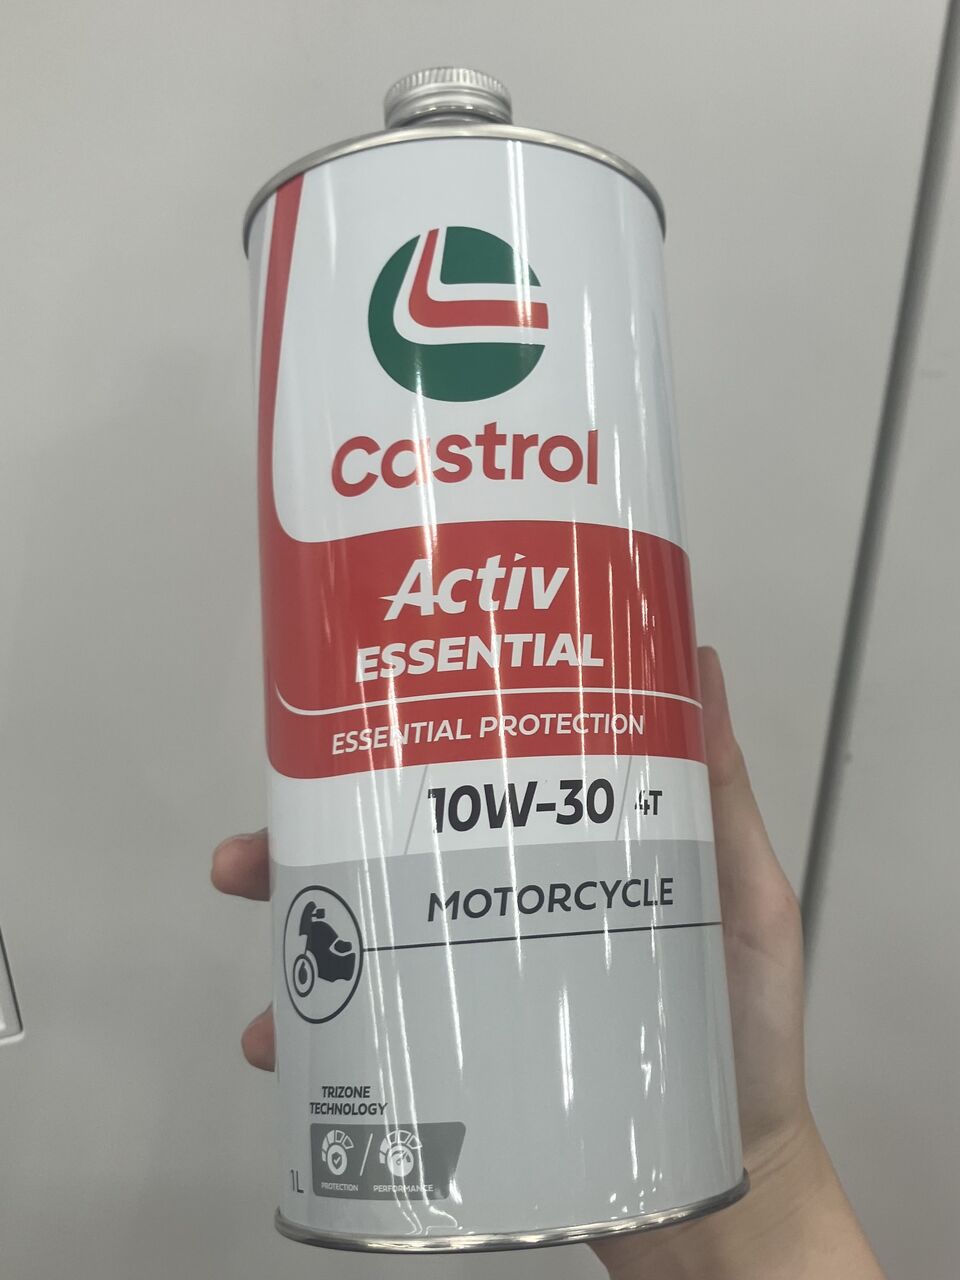 Castrol
Activ
ESSENTIAL
ESSENTIAL PROTECTION
10W-30 4T
MOTORCYCLE
TRIZONE
TECHNOLOGY
PROTECTION PERFORMANCE
1L